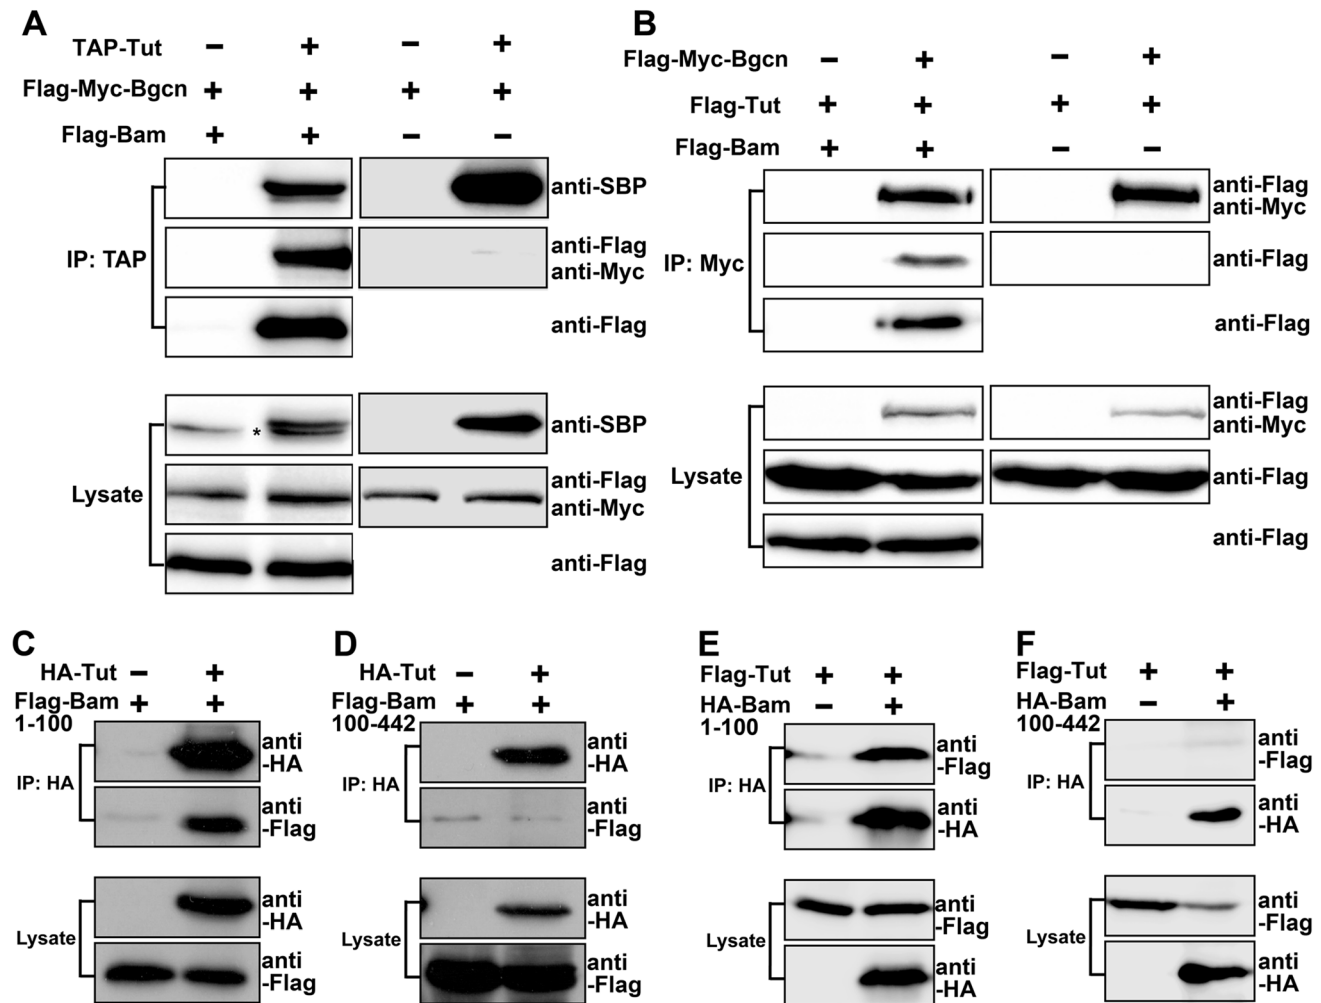 A
TAP-Tut − + − +
Flag-Myc-Bgcn + + + +
Flag-Bam + + − −
IP: TAP
anti-SBP
anti-Flag
anti-Myc
anti-Flag
Lysate
*
anti-SBP
anti-Flag
anti-Myc
anti-Flag
B
Flag-Myc-Bgcn − + − +
Flag-Tut + + + +
Flag-Bam + + − −
IP: Myc
anti-Flag
anti-Myc
anti-Flag
anti-Flag
Lysate
anti-Flag
anti-Myc
anti-Flag
anti-Flag
C
HA-Tut − +
Flag-Bam + +
1-100
IP: HA
anti
-HA
anti
-Flag
Lysate
anti
-HA
anti
-Flag
D
HA-Tut − +
Flag-Bam + +
100-442
IP: HA
anti
-HA
anti
-Flag
Lysate
anti
-HA
anti
-Flag
E
Flag-Tut + +
HA-Bam − +
1-100
IP: HA
anti
-Flag
anti
-HA
Lysate
anti
-Flag
anti
-HA
F
Flag-Tut + +
HA-Bam − +
100-442
IP: HA
anti
-Flag
anti
-HA
Lysate
anti
-Flag
anti
-HA